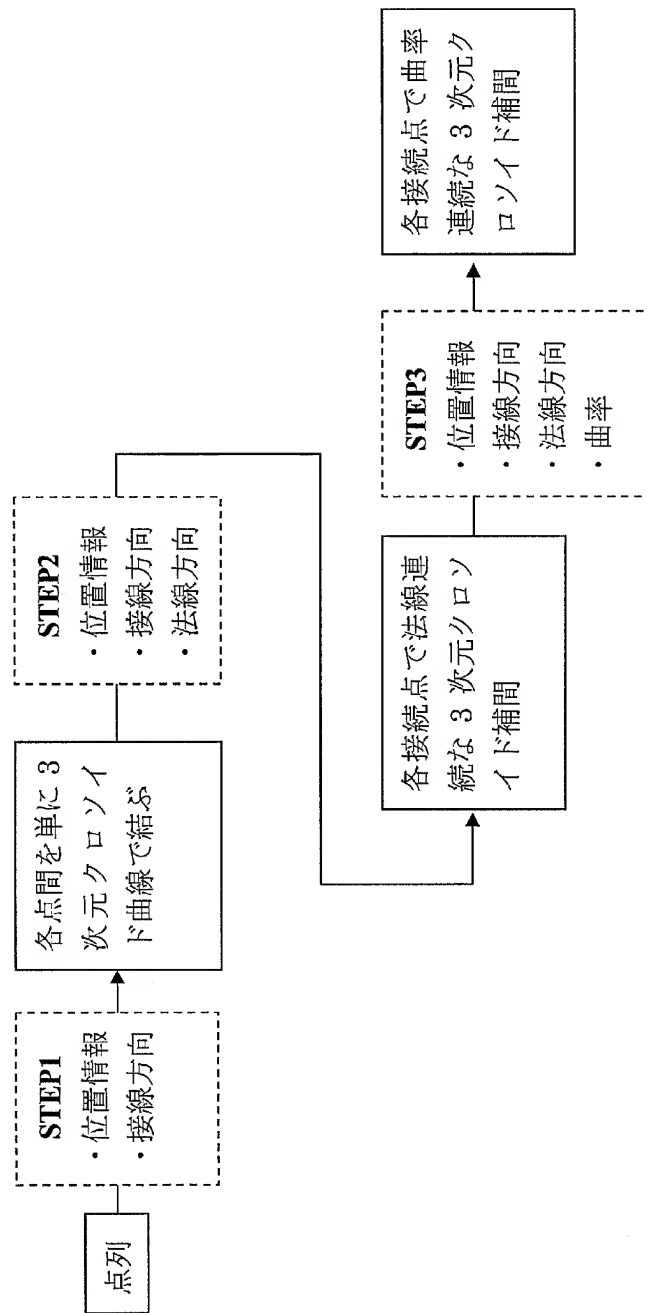 点列
STEP1
・位置情報
・接線方向
各点間を単に 3
次元クロソイ
ド曲線で結ぶ
STEP2
・位置情報
・接線方向
・法線方向
各接続点で法線連
続な 3 次元クロソ
イド補間
STEP3
・位置情報
・接線方向
・法線方向
・曲率
各接続点で曲率
連続な 3 次元ク
ロソイド補間